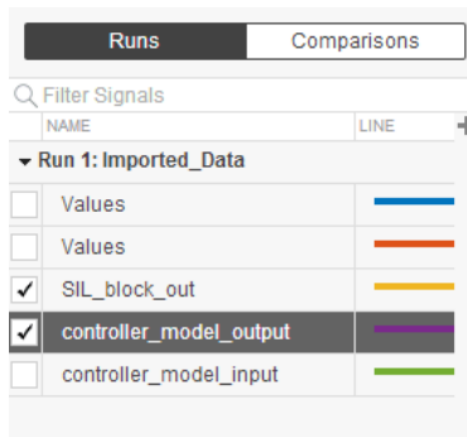 Runs Comparisons
Filter Signals
NAME LINE
Run 1: Imported_Data
Values
Values
SIL_block_out
controller_model_output
controller_model_input